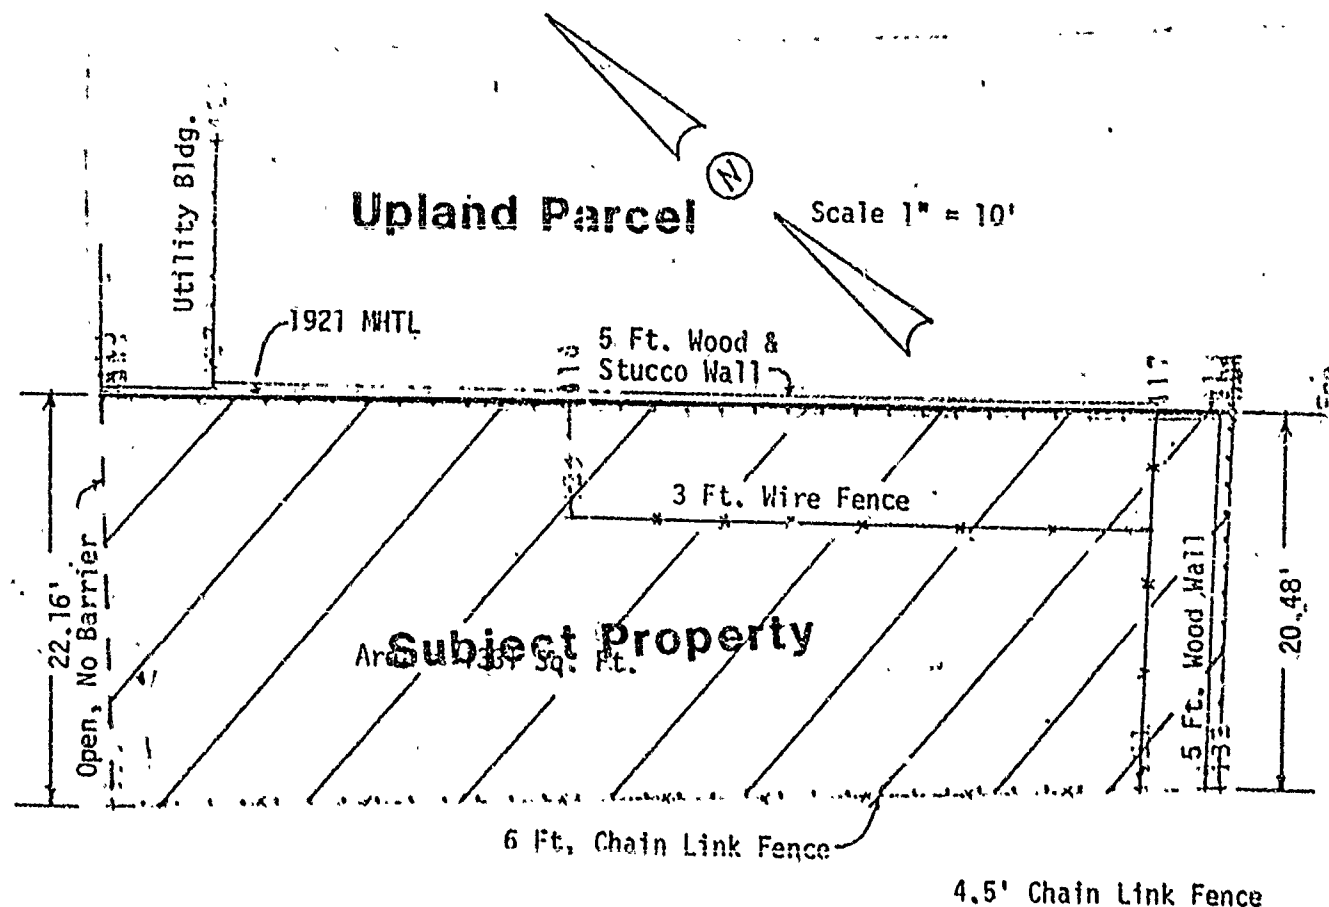 Utility Bldg.
Upland Parcel
N
Scale 1" = 10'
1921 MHTL
5 Ft. Wood &
Stucco Wall
3 Ft. Wire Fence
22.16'
Open, No Barrier
Subject Property
Sq. Ft.
5 Ft. Wood Wall
20.48'
6 Ft. Chain Link Fence
4.5' Chain Link Fence